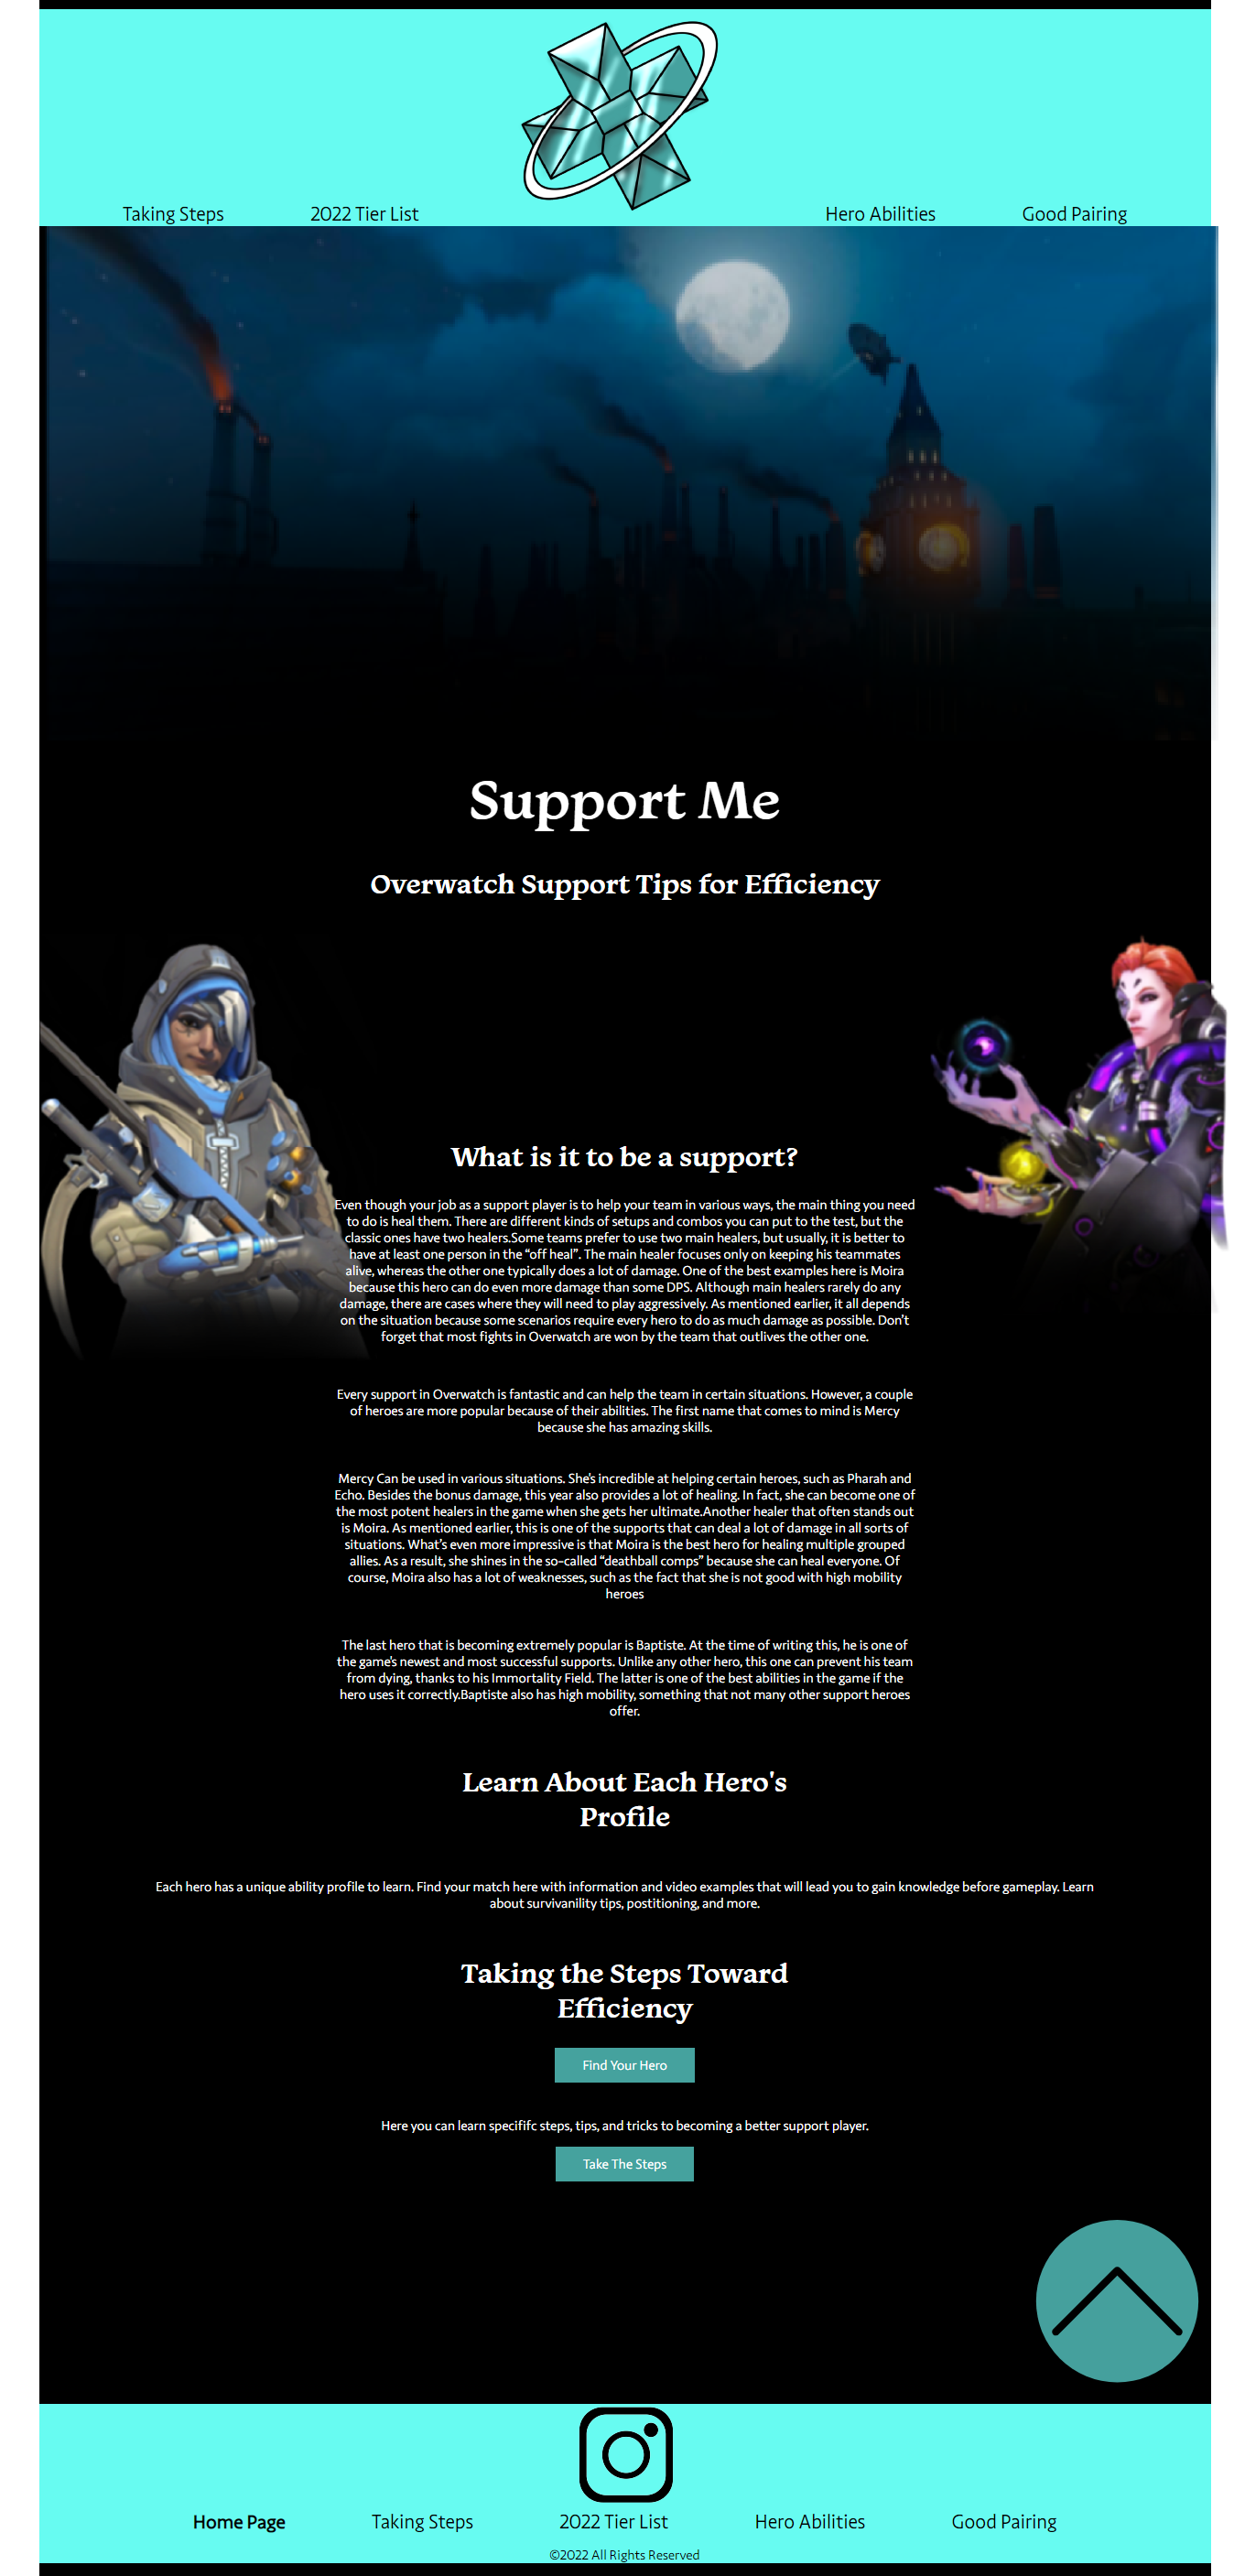 Taking Steps
2022 Tier List
Hero Abilities
Good Pairing
Support Me
Overwatch Support Tips for Efficiency
What is it to be a support?
Even though your job as a support player is to help your team in various ways, the main thing you need
to do is heal them. There are different kinds of setups and combos you can put to the test, but the
classic ones have two healers.Some teams prefer to use two main healers, but usually, it is better to
have at least one person in the “off heal”. The main healer focuses only on keeping his teammates
alive, whereas the other one typically does a lot of damage. One of the best examples here is Moira
because this hero can do even more damage than some DPS. Although main healers rarely do any
damage, there are cases where they will need to play aggressively. As mentioned earlier, it all depends
on the situation because some scenarios require every hero to do as much damage as possible. Don’t
forget that most fights in Overwatch are won by the team that outlives the other one.
Every support in Overwatch is fantastic and can help the team in certain situations. However, a couple
of heroes are more popular because of their abilities. The first name that comes to mind is Mercy
because she has amazing skills.
Mercy Can be used in various situations. She’s incredible at helping certain heroes, such as Pharah and
Echo. Besides the bonus damage, this year also provides a lot of healing. In fact, she can become one of
the most potent healers in the game when she gets her ultimate.Another healer that often stands out
is Moira. As mentioned earlier, this is one of the supports that can deal a lot of damage in all sorts of
situations. What’s even more impressive is that Moira is the best hero for healing multiple grouped
allies. As a result, she shines in the so-called “deathball comps” because she can heal everyone. Of
course, Moira also has a lot of weaknesses, such as the fact that she is not good with high mobility
heroes
The last hero that is becoming extremely popular is Baptiste. At the time of writing this, he is one of
the game’s newest and most successful supports. Unlike any other hero, this one can prevent his team
from dying, thanks to his Immortality Field. The latter is one of the best abilities in the game if the
hero uses it correctly.Baptiste also has high mobility, something that not many other support heroes
offer.
Learn About Each Hero's
Profile
Each hero has a unique ability profile to learn. Find your match here with information and video examples that will lead you to gain knowledge before gameplay. Learn
about survivanility tips, postitioning, and more.
Taking the Steps Toward
Efficiency
Find Your Hero
Here you can learn specififc steps, tips, and tricks to becoming a better support player.
Take The Steps
Home Page
Taking Steps
2022 Tier List
Hero Abilities
Good Pairing
©2022 All Rights Reserved